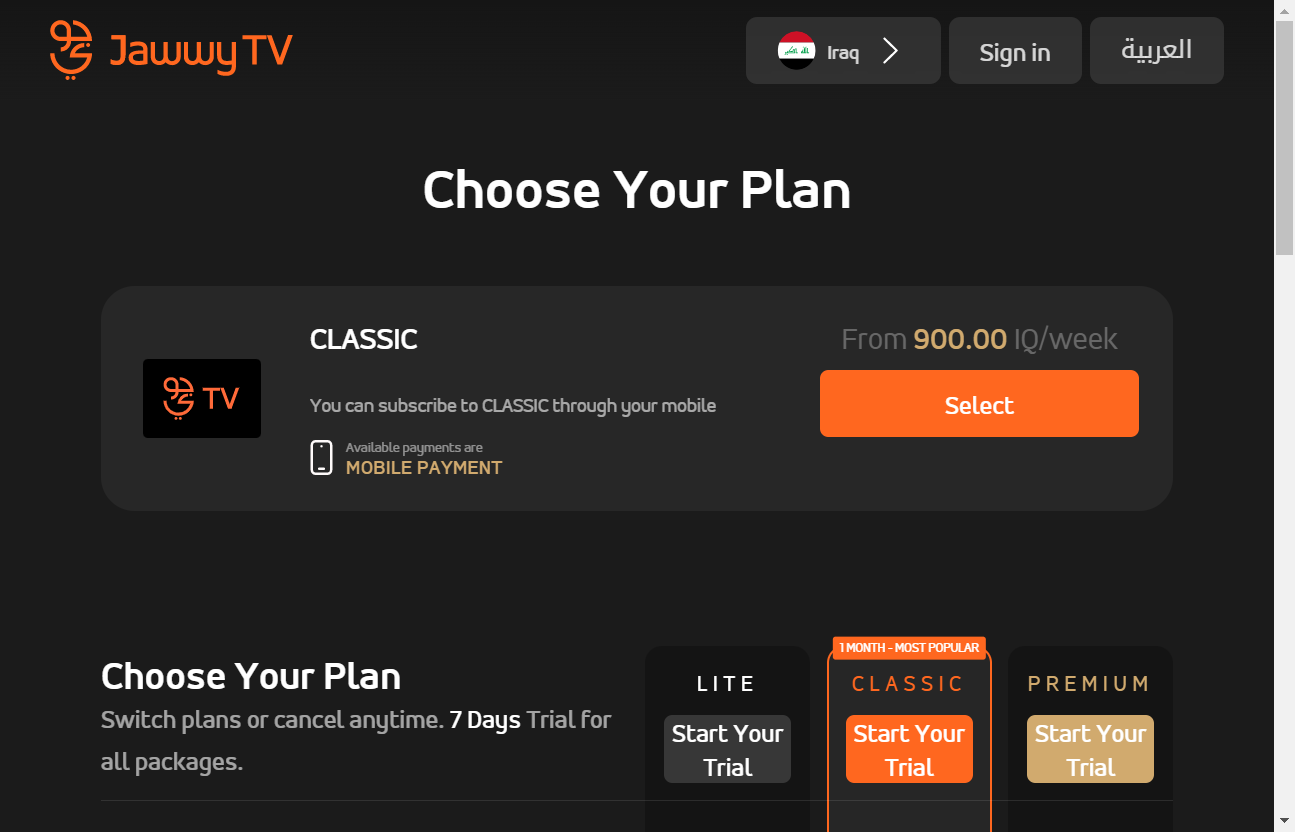 Jawwy TV
Iraq
Sign in
العربية
Choose Your Plan
CLASSIC
From 900.00 IQ/week
TV
Select
You can subscribe to CLASSIC through your mobile
Available payments are
MOBILE PAYMENT
1 MONTH - MOST POPULAR
Choose Your Plan
LITE
CLASSIC
PREMIUM
Switch plans or cancel anytime. 7 Days Trial for
all packages.
Start Your
Trial
Start Your
Trial
Start Your
Trial